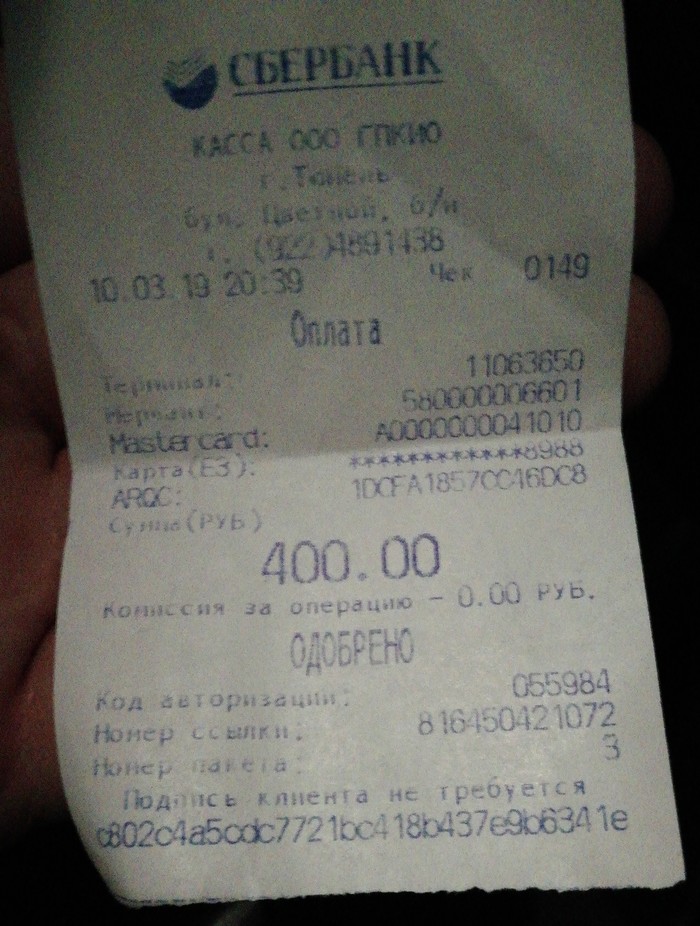 СБЕРБАНК
КАССА ООО ГПКИО
г.Тюмень
бул. Цветной, б/н
т. (922)4891438
10.03.19 20:39 Чек 0149
Оплата
Терминал: 11063650
Мерчант: 580000006601
Mastercard: A0000000041010
Карта(E3): ************8988
ARQC: 1DCFA1857CC46DC8
Сумма(РУБ)
400.00
Комиссия за операцию - 0.00 РУБ.
ОДОБРЕНО
Код авторизации: 055984
Номер ссылки: 816450421072
Номер пакета: 3
Подпись клиента не требуется
c802c4a5cdc7721bc418b437e9b6341e